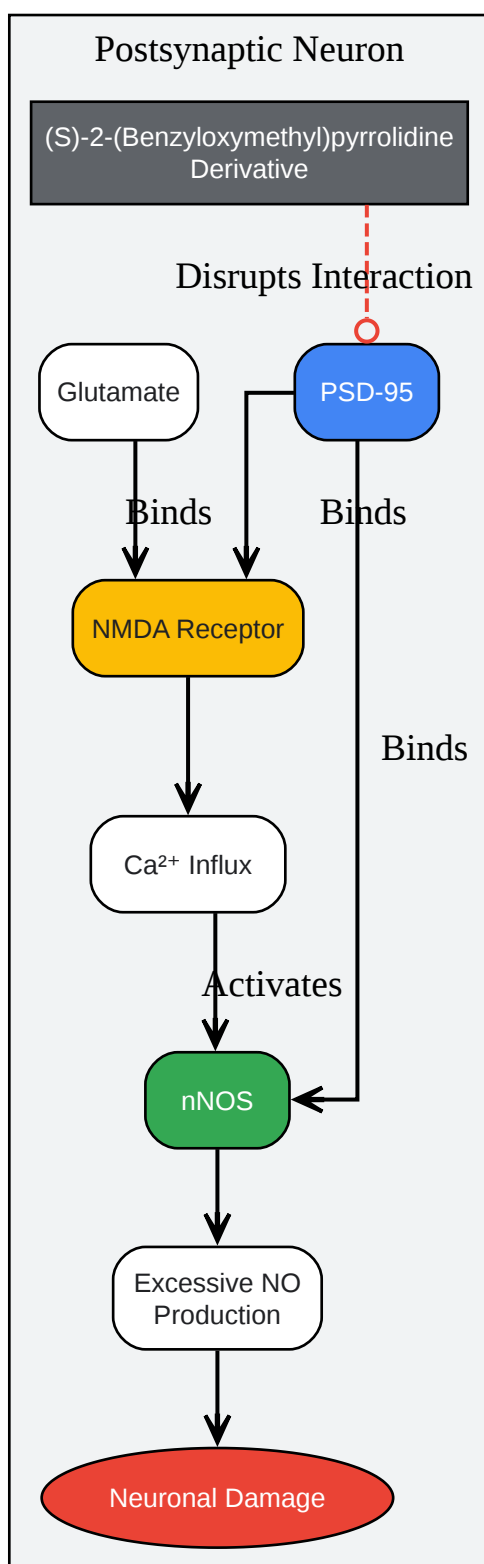 Postsynaptic Neuron
(S)-2-(Benzyloxymethyl)pyrrolidine
Derivative
Disrupts Interaction
Glutamate
PSD-95
Binds
Binds
NMDA Receptor
Binds
Ca²⁺ Influx
Activates
nNOS
Excessive NO
Production
Neuronal Damage